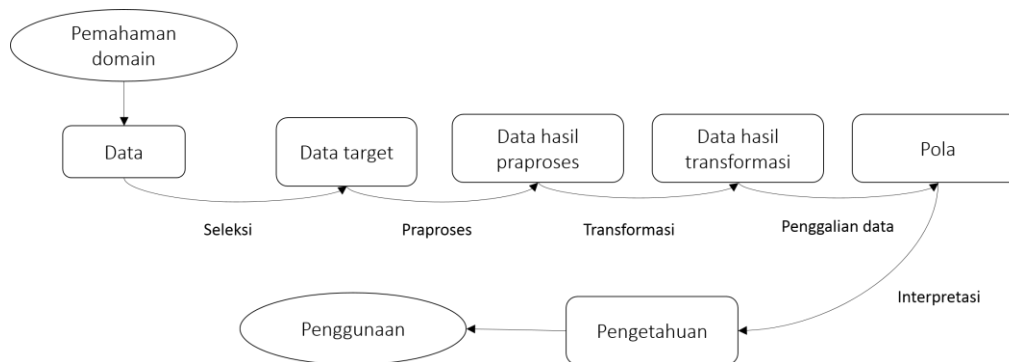 Pemahaman
domain
Data
Data target
Data hasil
praproses
Data hasil
transformasi
Pola
Seleksi
Praproses
Transformasi
Penggalian data
Interpretasi
Penggunaan
Pengetahuan